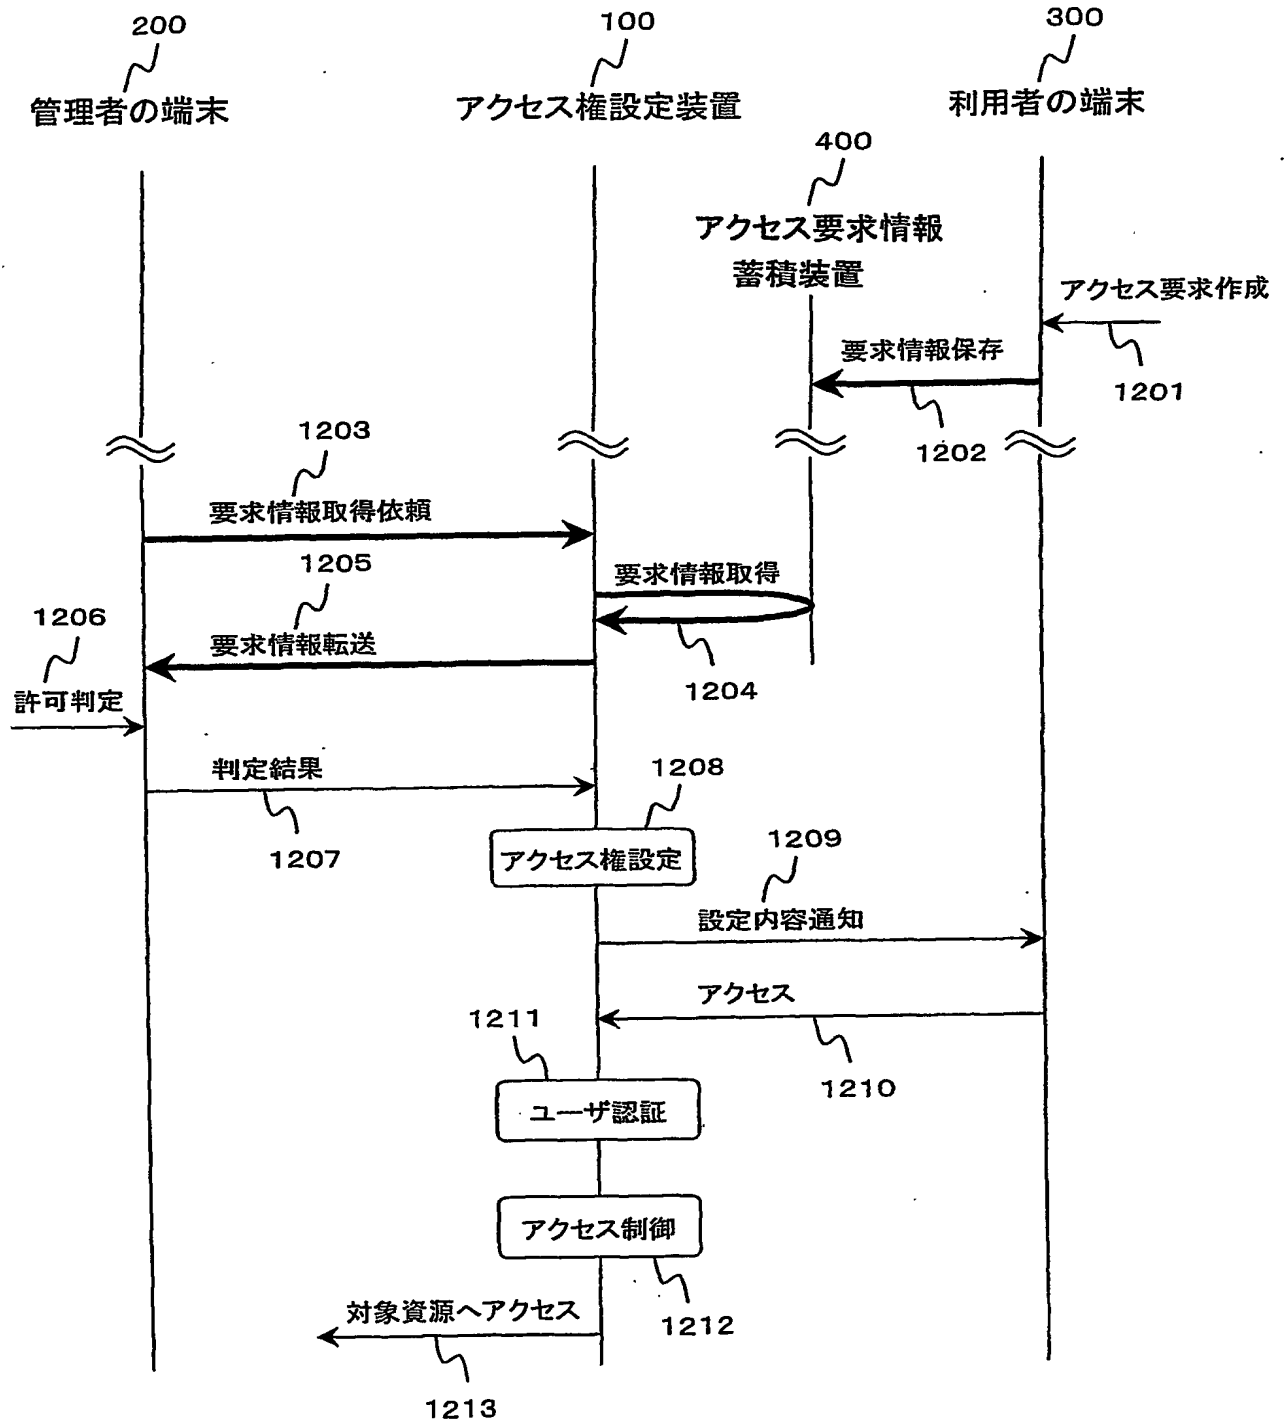 200
100
300
管理者の端末
アクセス権設定装置
利用者の端末
400
アクセス要求情報
蓄積装置
アクセス要求作成
要求情報保存
1201
1202
1203
要求情報取得依頼
1205
要求情報取得
1206
要求情報転送
1204
許可判定
判定結果
1208
1207
アクセス権設定
1209
設定内容通知
アクセス
1211
1210
ユーザ認証
アクセス制御
対象資源へアクセス
1212
1213